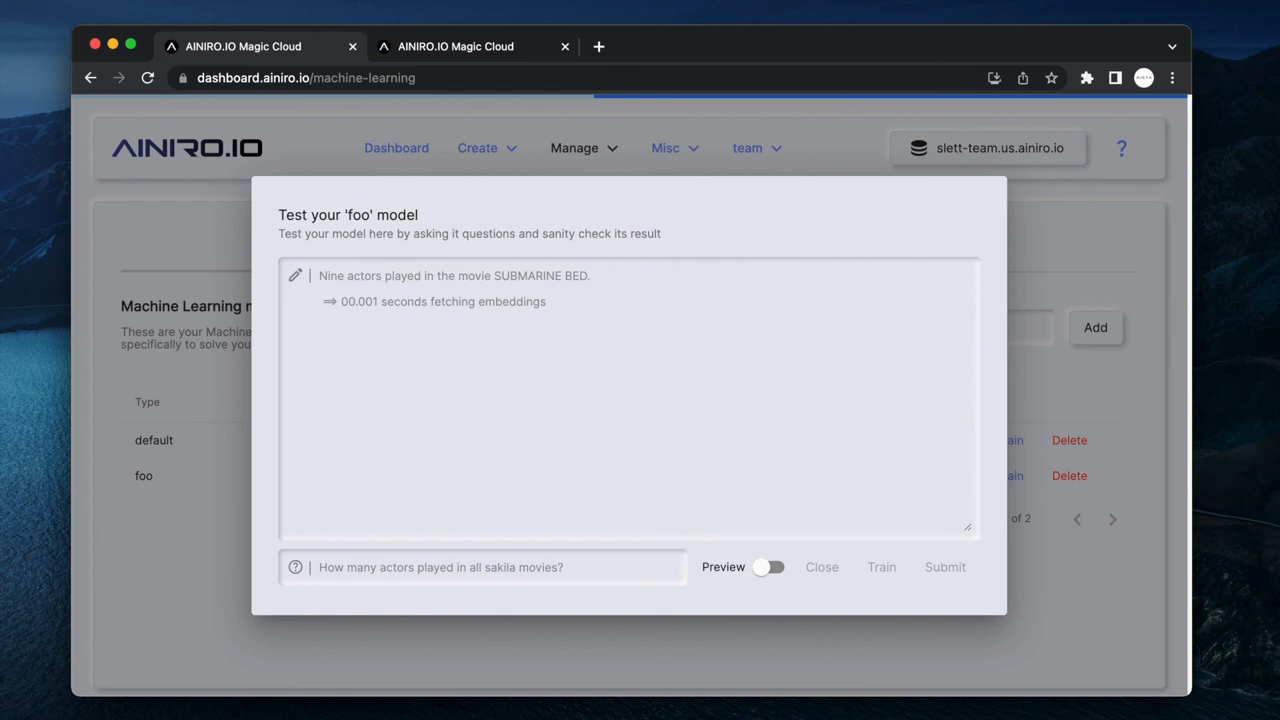 AINIRO.IO Magic Cloud
AINIRO.IO Magic Cloud
dashboard.ainiro.io/machine-learning
AINIRO.IO
Dashboard
Create
Manage
Misc
team
slett-team.us.ainiro.io
?
Test your 'foo' model
Test your model here by asking it questions and sanity check its result
Nine actors played in the movie SUBMARINE BED.
⟹ 00.001 seconds fetching embeddings
Machine Learning m
These are your Machine
specifically to solve you
Add
Type
default
ain
Delete
foo
ain
Delete
of 2
How many actors played in all sakila movies?
Preview
Close
Train
Submit